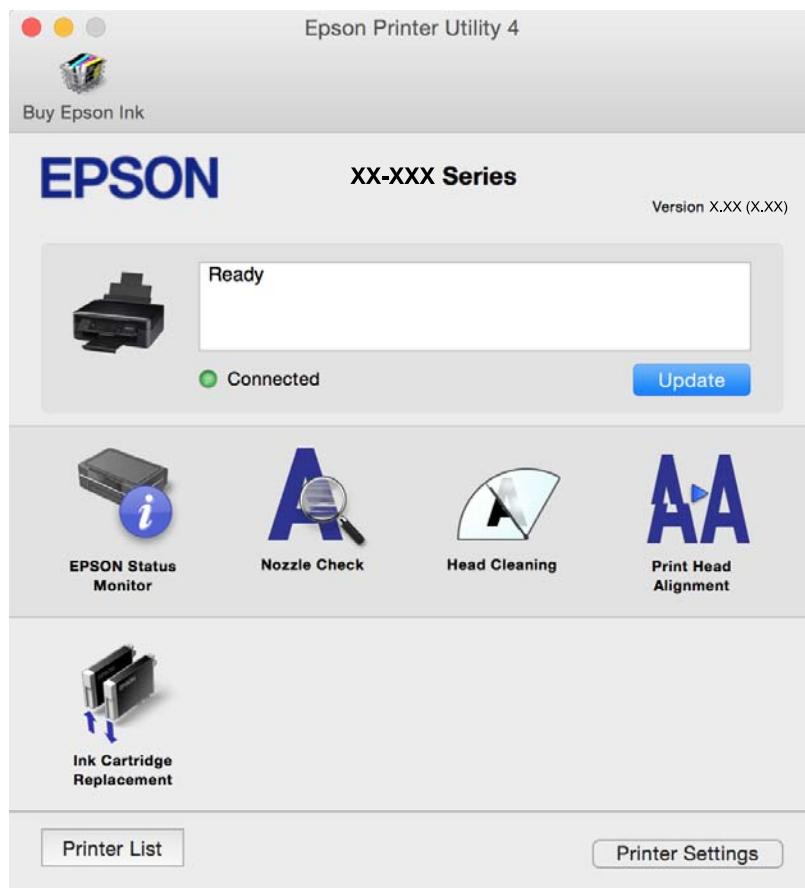 Epson Printer Utility 4
Buy Epson Ink
EPSON
XX-XXX Series
Version X.XX (X.XX)
Ready
Connected
Update
EPSON Status
Monitor
Nozzle Check
Head Cleaning
Print Head
Alignment
Ink Cartridge
Replacement
Printer List
Printer Settings